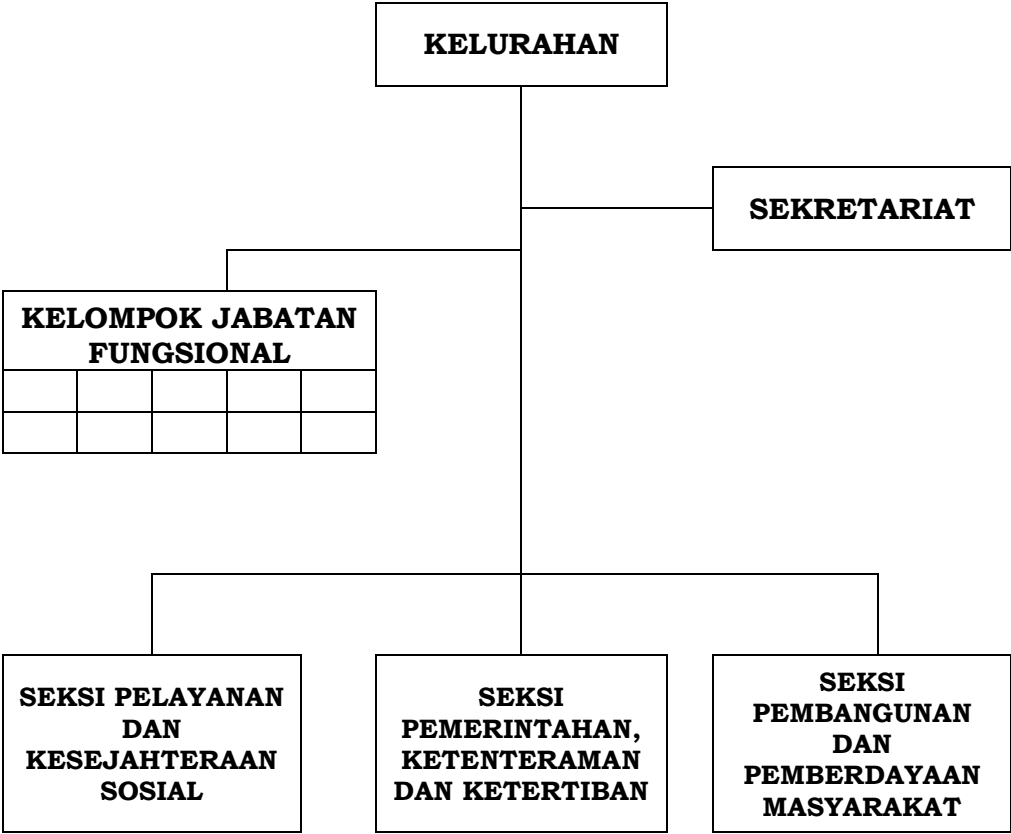 KELURAHAN
SEKRETARIAT
KELOMPOK JABATAN
FUNGSIONAL
SEKSI PELAYANAN
DAN
KESEJAHTERAAN
SOSIAL
SEKSI
PEMERINTAHAN,
KETENTERAMAN
DAN KETERTIBAN
SEKSI
PEMBANGUNAN
DAN
PEMBERDAYAAN
MASYARAKAT